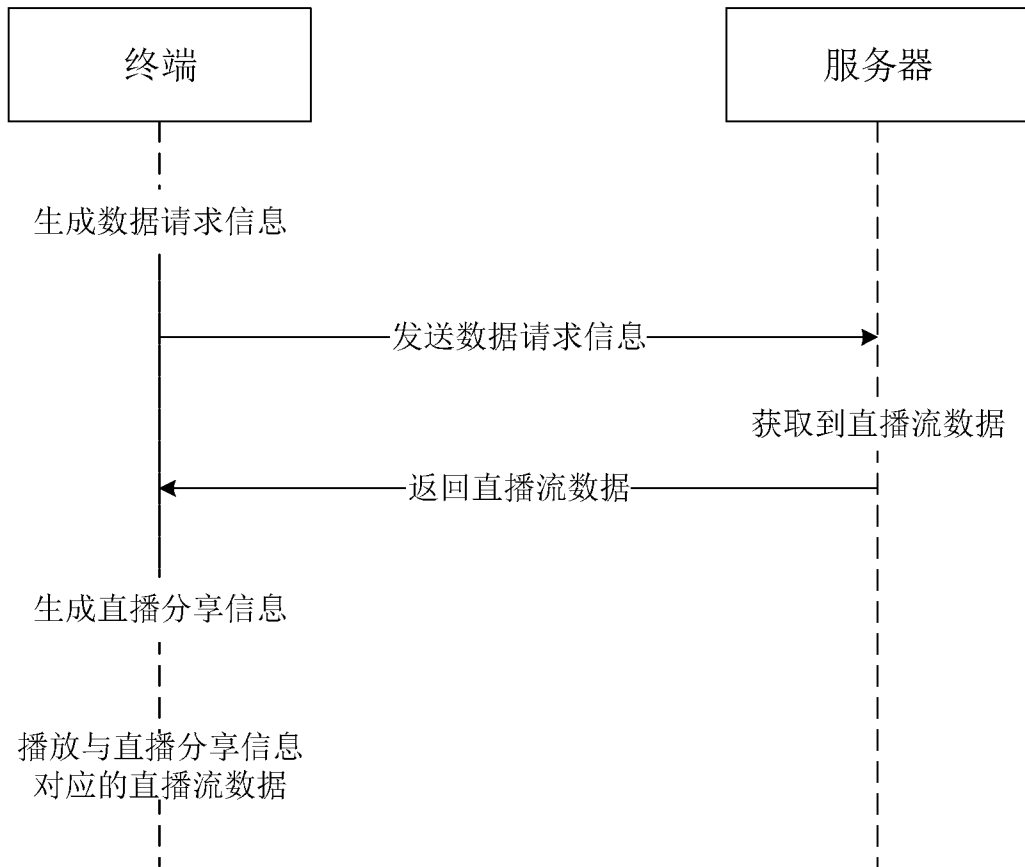 终端
服务器
生成数据请求信息
发送数据请求信息
获取到直播流数据
返回直播流数据
生成直播分享信息
播放与直播分享信息
对应的直播流数据